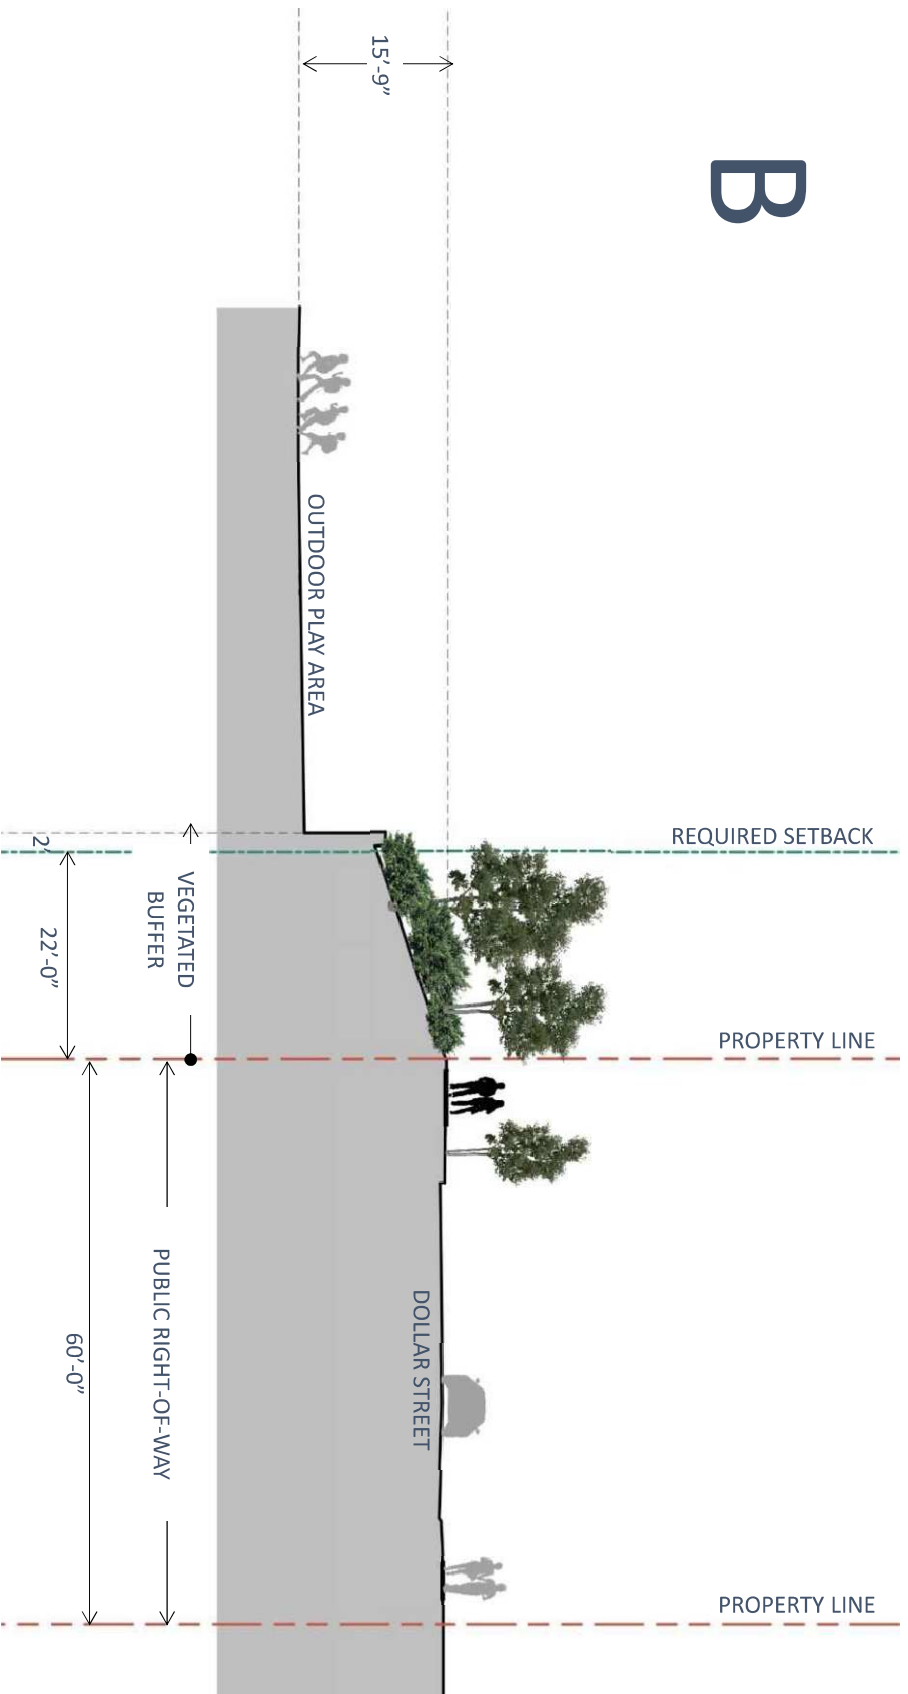 15’-9”
B
OUTDOOR PLAY AREA
REQUIRED SETBACK
2’
22’-0”
VEGETATED
BUFFER
PROPERTY LINE
DOLLAR STREET
PUBLIC RIGHT-OF-WAY
60’-0”
PROPERTY LINE